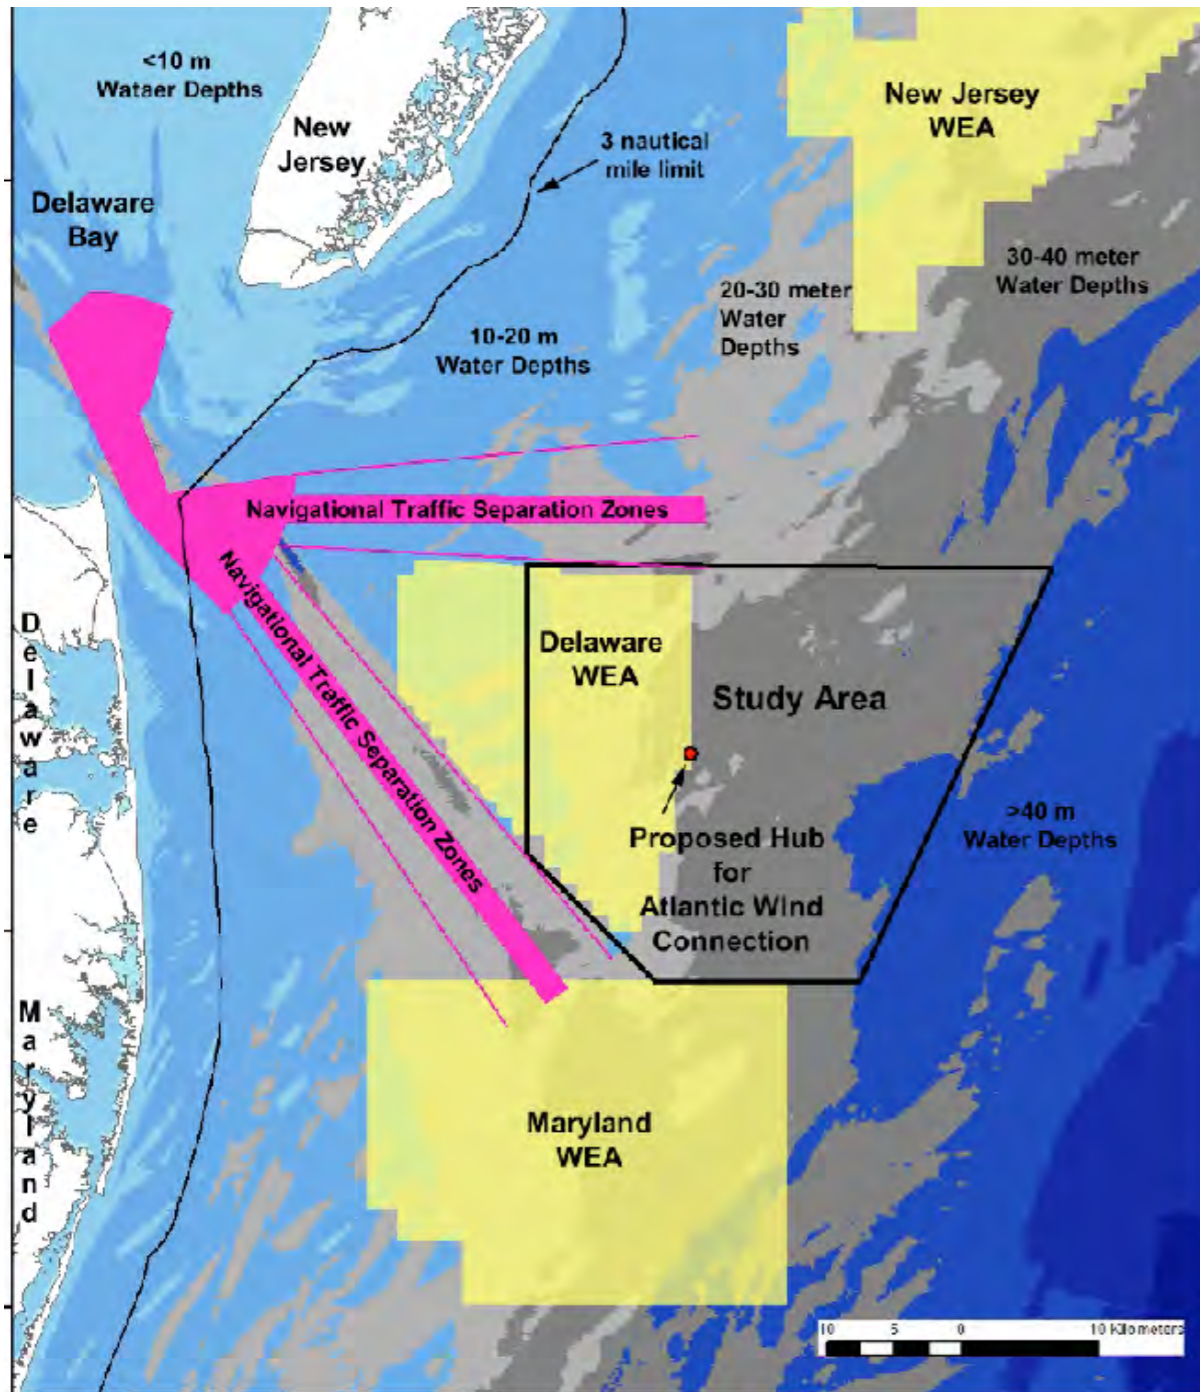 <10 m
Wataer Depths
New
Jersey
3 nautical
mile limit
New Jersey
WEA
Delaware
Bay
30-40 meter
Water Depths
20-30 meter
Water
Depths
10-20 m
Water Depths
Navigational Traffic Separation Zones
Navigational Traffic Separation Zones
Delaware
WEA
Study Area
Delaware
>40 m
Water Depths
Proposed Hub
for
Atlantic Wind
Connection
Maryland
Maryland
WEA
10 5 0 10 Kilometers